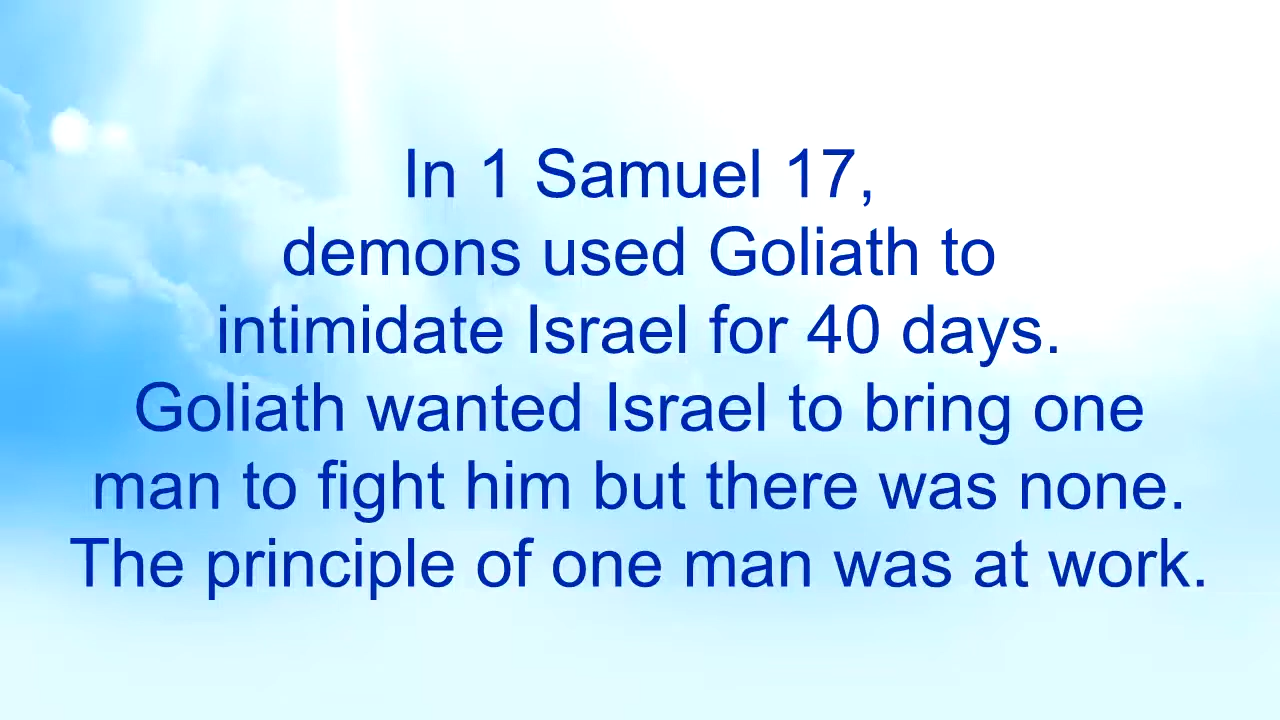 In 1 Samuel 17,
demons used Goliath to
intimidate Israel for 40 days.
Goliath wanted Israel to bring one
man to fight him but there was none.
The principle of one man was at work.